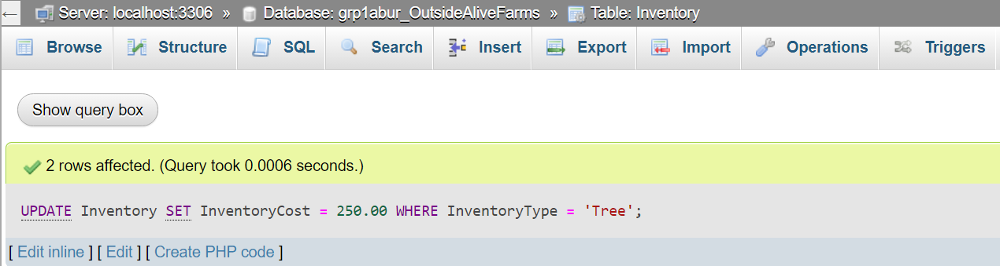 ← Server: localhost:3306 » Database: grp1abur_OutsideAliveFarms » Table: Inventory
Browse Structure SQL Search Insert Export Import Operations Triggers
Show query box
2 rows affected. (Query took 0.0006 seconds.)
UPDATE Inventory SET InventoryCost = 250.00 WHERE InventoryType = 'Tree';
[ Edit inline ] [ Edit ] [ Create PHP code ]